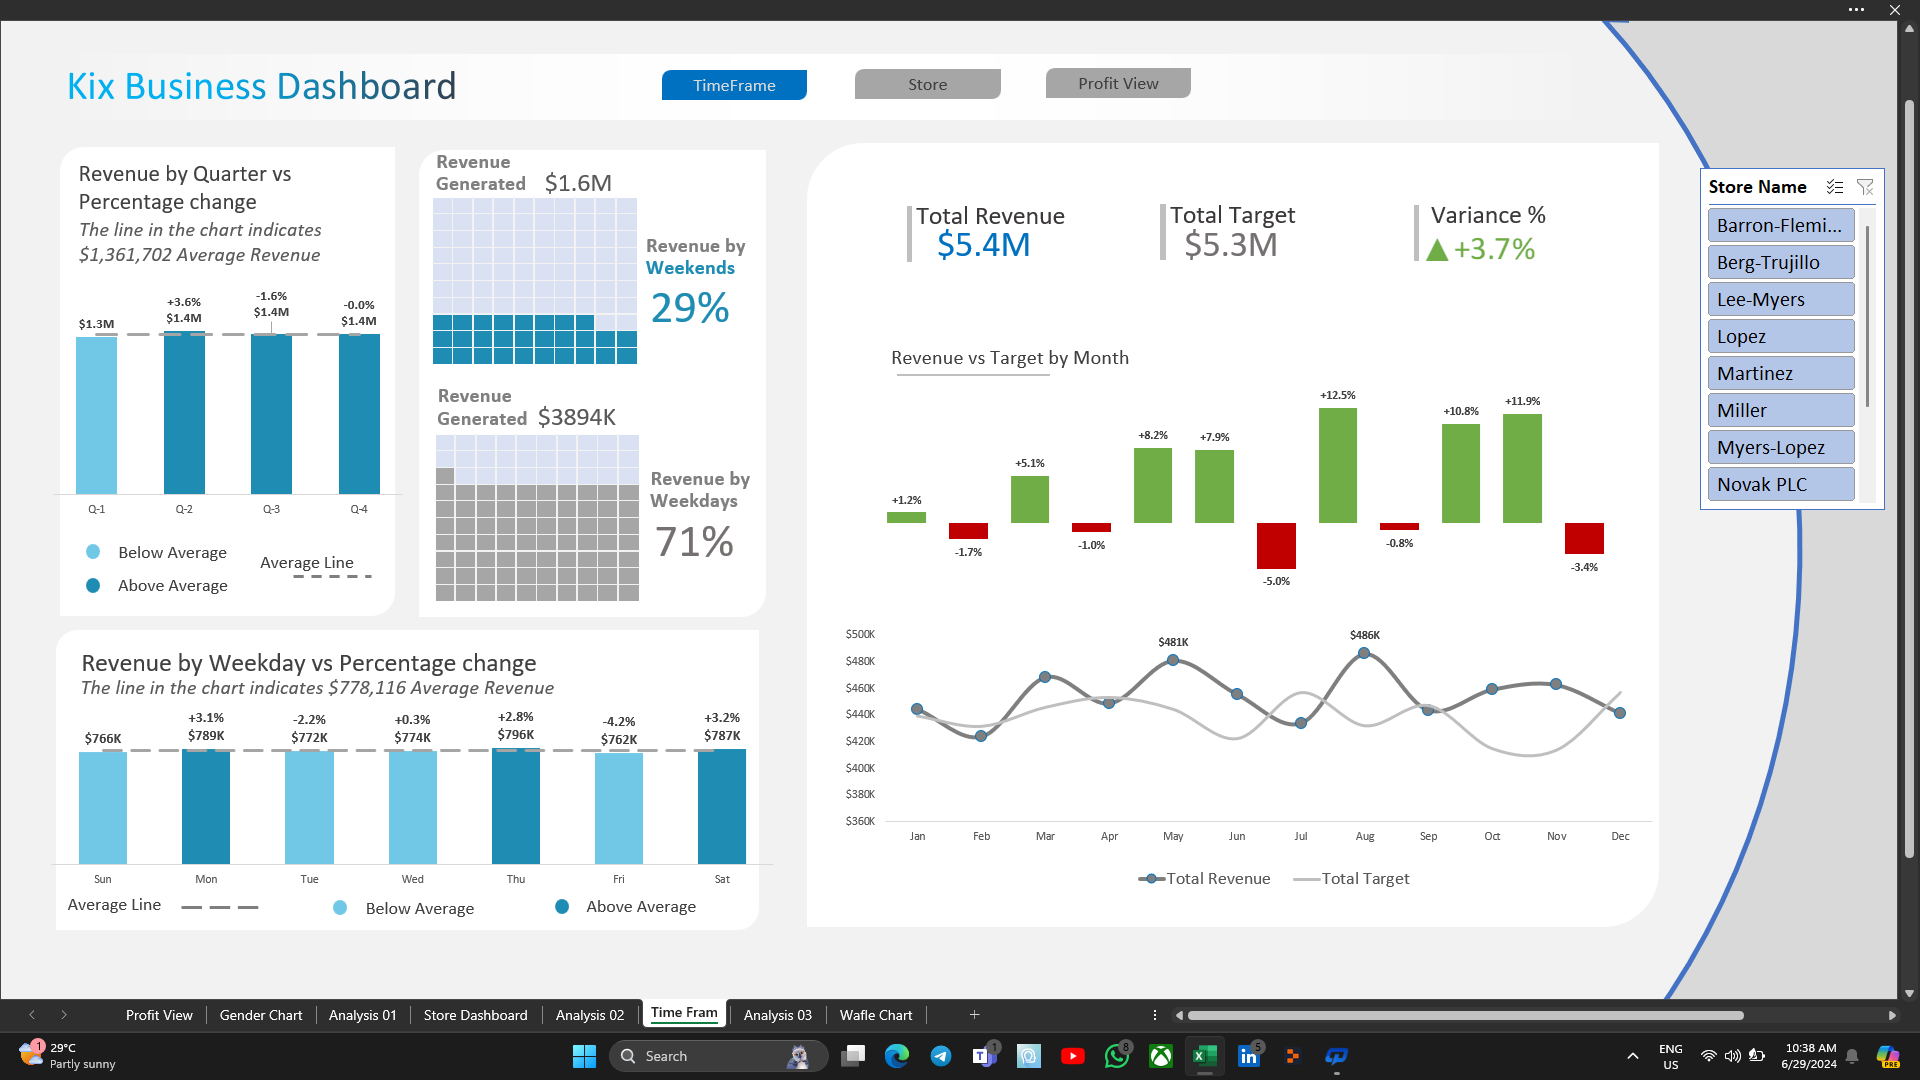 Kix Business Dashboard
TimeFrame
Store
Profit View
Revenue by Quarter vs
Percentage change
The line in the chart indicates
$1,361,702 Average Revenue
$1.3M
+3.6%
$1.4M
-1.6%
$1.4M
-0.0%
$1.4M
Q-1
Q-2
Q-3
Q-4
Below Average
Above Average
Average Line
Revenue
Generated $1.6M
Revenue by
Weekends
29%
Revenue
Generated $3894K
Revenue by
Weekdays
71%
Revenue by Weekday vs Percentage change
The line in the chart indicates $778,116 Average Revenue
$766K
+3.1%
$789K
-2.2%
$772K
+0.3%
$774K
+2.8%
$796K
-4.2%
$762K
+3.2%
$787K
Sun
Mon
Tue
Wed
Thu
Fri
Sat
Average Line
Below Average
Above Average
Total Revenue
$5.4M
Total Target
$5.3M
Variance %
+3.7%
Revenue vs Target by Month
+1.2%
-1.7%
+5.1%
-1.0%
+8.2%
+7.9%
-5.0%
+12.5%
-0.8%
+10.8%
+11.9%
-3.4%
$500K
$480K
$460K
$440K
$420K
$400K
$380K
$360K
$481K
$486K
Jan
Feb
Mar
Apr
May
Jun
Jul
Aug
Sep
Oct
Nov
Dec
Total Revenue
Total Target
Store Name
Barron-Flemi...
Berg-Trujillo
Lee-Myers
Lopez
Martinez
Miller
Myers-Lopez
Novak PLC
Profit View
Gender Chart
Analysis 01
Store Dashboard
Analysis 02
Time Fram
Analysis 03
Wafle Chart
1
29°C
Partly sunny
Search
1
8
5
ENG
US
10:38 AM
6/29/2024
PRE